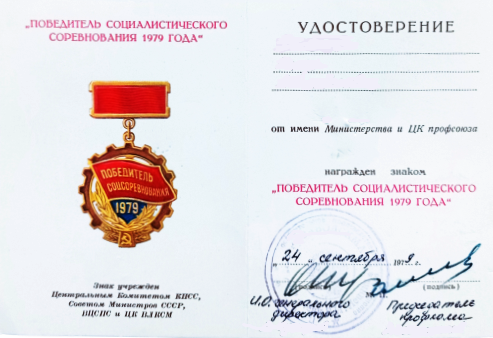 „ПОБЕДИТЕЛЬ СОЦИАЛИСТИЧЕСКОГО
СОРЕВНОВАНИЯ 1979 ГОДА“
ПОБЕДИТЕЛЬ
СОЦСОРЕВНОВАНИЯ
1979
Знак учрежден
Центральным Комитетом КПСС,
Советом Министров СССР,
ВЦСПС и ЦК ВЛКСМ
УДОСТОВЕРЕНИЕ
от имени Министерства и ЦК профсоюза
награжден знаком
„ПОБЕДИТЕЛЬ СОЦИАЛИСТИЧЕСКОГО
СОРЕВНОВАНИЯ 1979 ГОДА“
„24„ сентября 1979 г.
(подпись)
И.О. генерального
директора
М. П.
Председатель
профкома